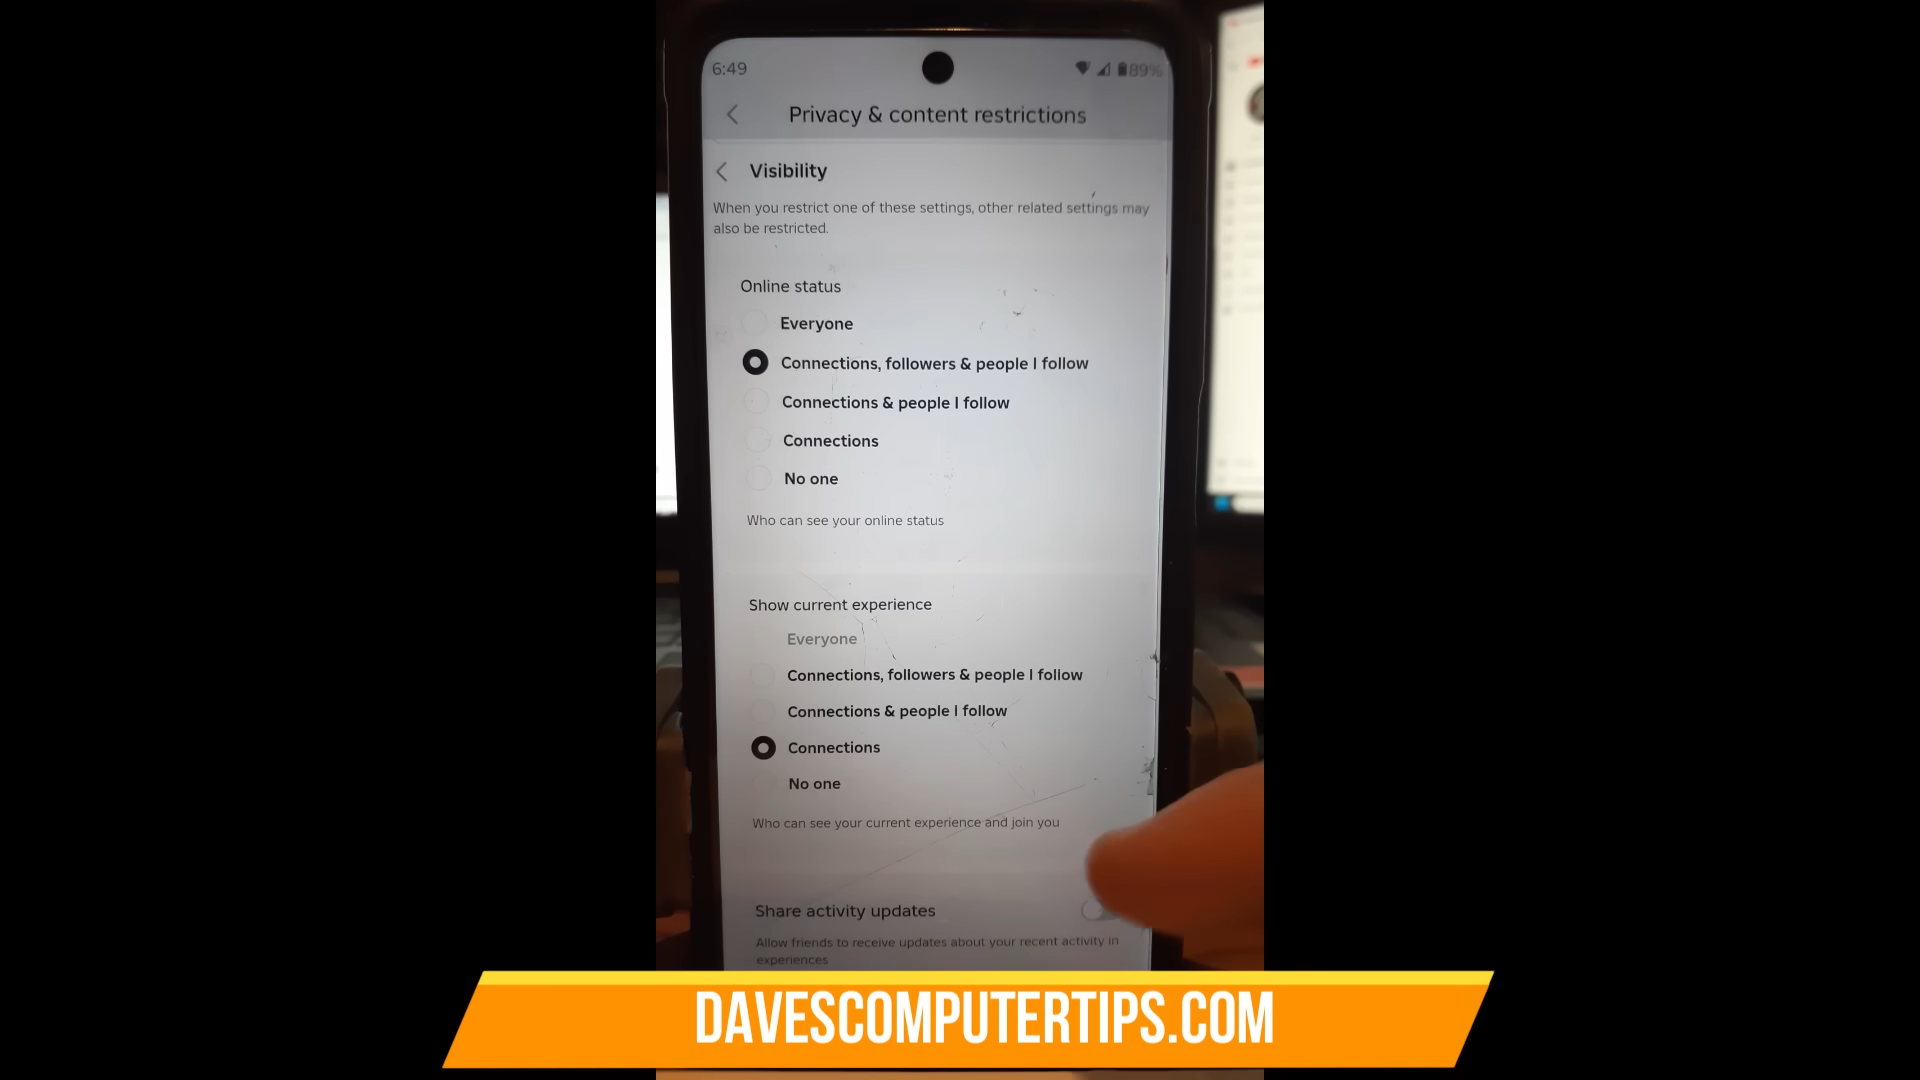 6:49
89%
Privacy & content restrictions
Visibility
When you restrict one of these settings, other related settings may
also be restricted.
Online status
Everyone
Connections, followers & people I follow
Connections & people I follow
Connections
No one
Who can see your online status
Show current experience
Everyone
Connections, followers & people I follow
Connections & people I follow
Connections
No one
Who can see your current experience and join you
Share activity updates
Allow friends to receive updates about your recent activity in
experiences
DAVESCOMPUTERTIPS.COM